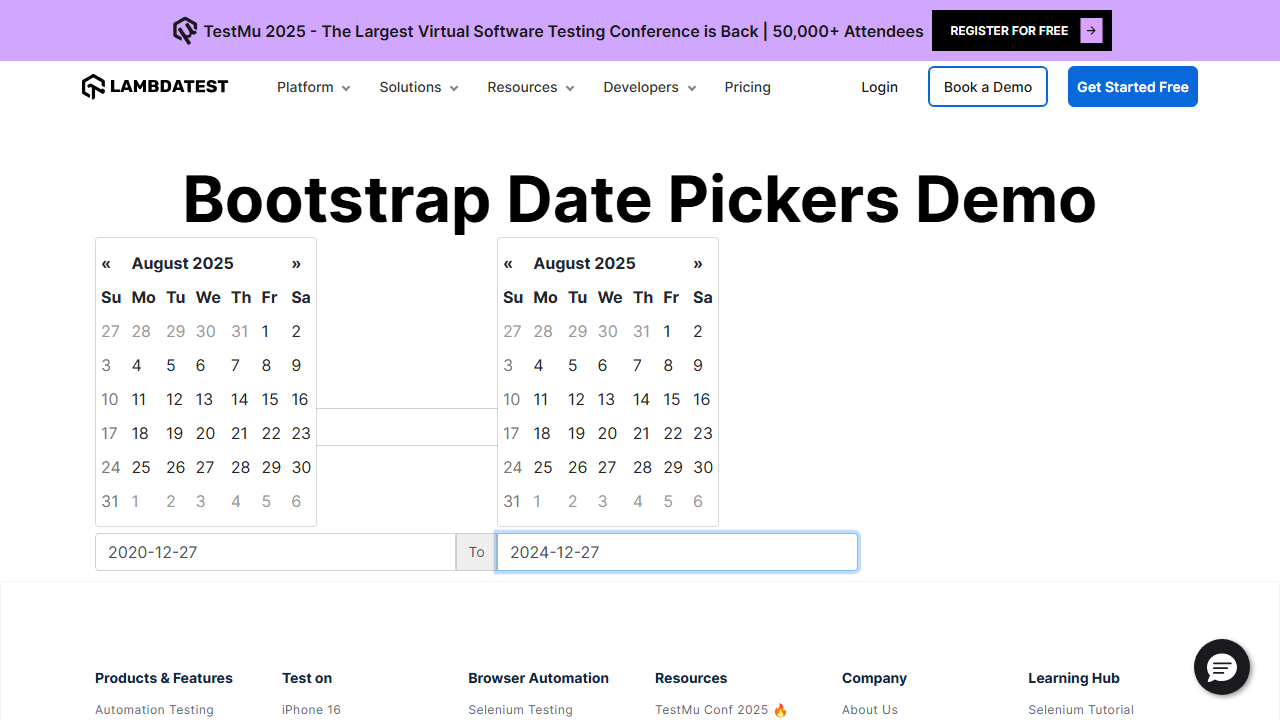 TestMu 2025 - The Largest Virtual Software Testing Conference is Back | 50,000+ Attendees REGISTER FOR FREE
LAMBDATEST Platform Solutions Resources Developers Pricing Login Book a Demo Get Started Free
Bootstrap Date Pickers Demo
« August 2025 »
Su Mo Tu We Th Fr Sa
27 28 29 30 31 1 2
3 4 5 6 7 8 9
10 11 12 13 14 15 16
17 18 19 20 21 22 23
24 25 26 27 28 29 30
31 1 2 3 4 5 6
« August 2025 »
Su Mo Tu We Th Fr Sa
27 28 29 30 31 1 2
3 4 5 6 7 8 9
10 11 12 13 14 15 16
17 18 19 20 21 22 23
24 25 26 27 28 29 30
31 1 2 3 4 5 6
2020-12-27 To 2024-12-27
Products & Features Test on Browser Automation Resources Company Learning Hub
Automation Testing iPhone 16 Selenium Testing TestMu Conf 2025 🔥 About Us Selenium Tutorial